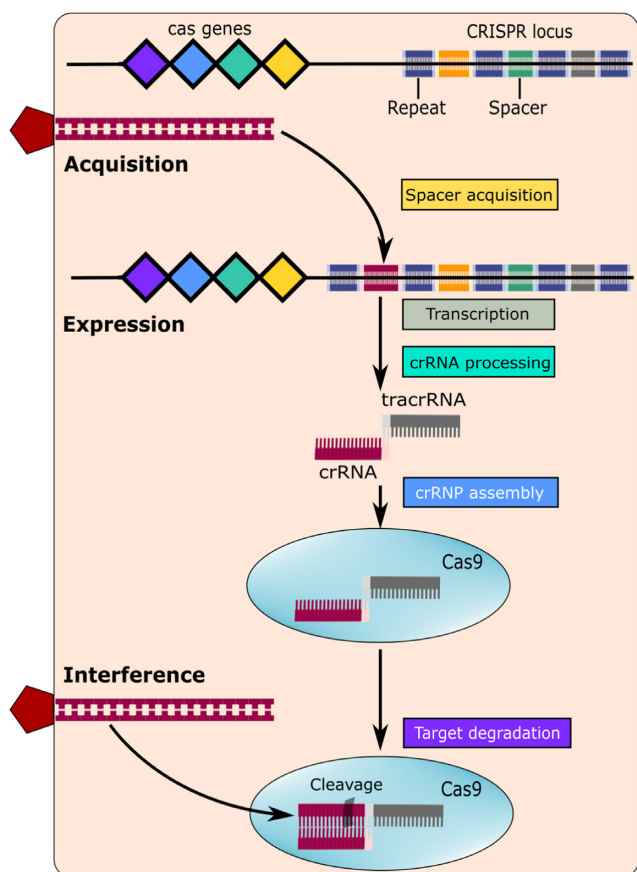 cas genes
CRISPR locus
Repeat
Spacer
Acquisition
Spacer acquisition
Expression
Transcription
crRNA processing
tracrRNA
crRNA
crRNP assembly
Cas9
Interference
Target degradation
Cleavage
Cas9